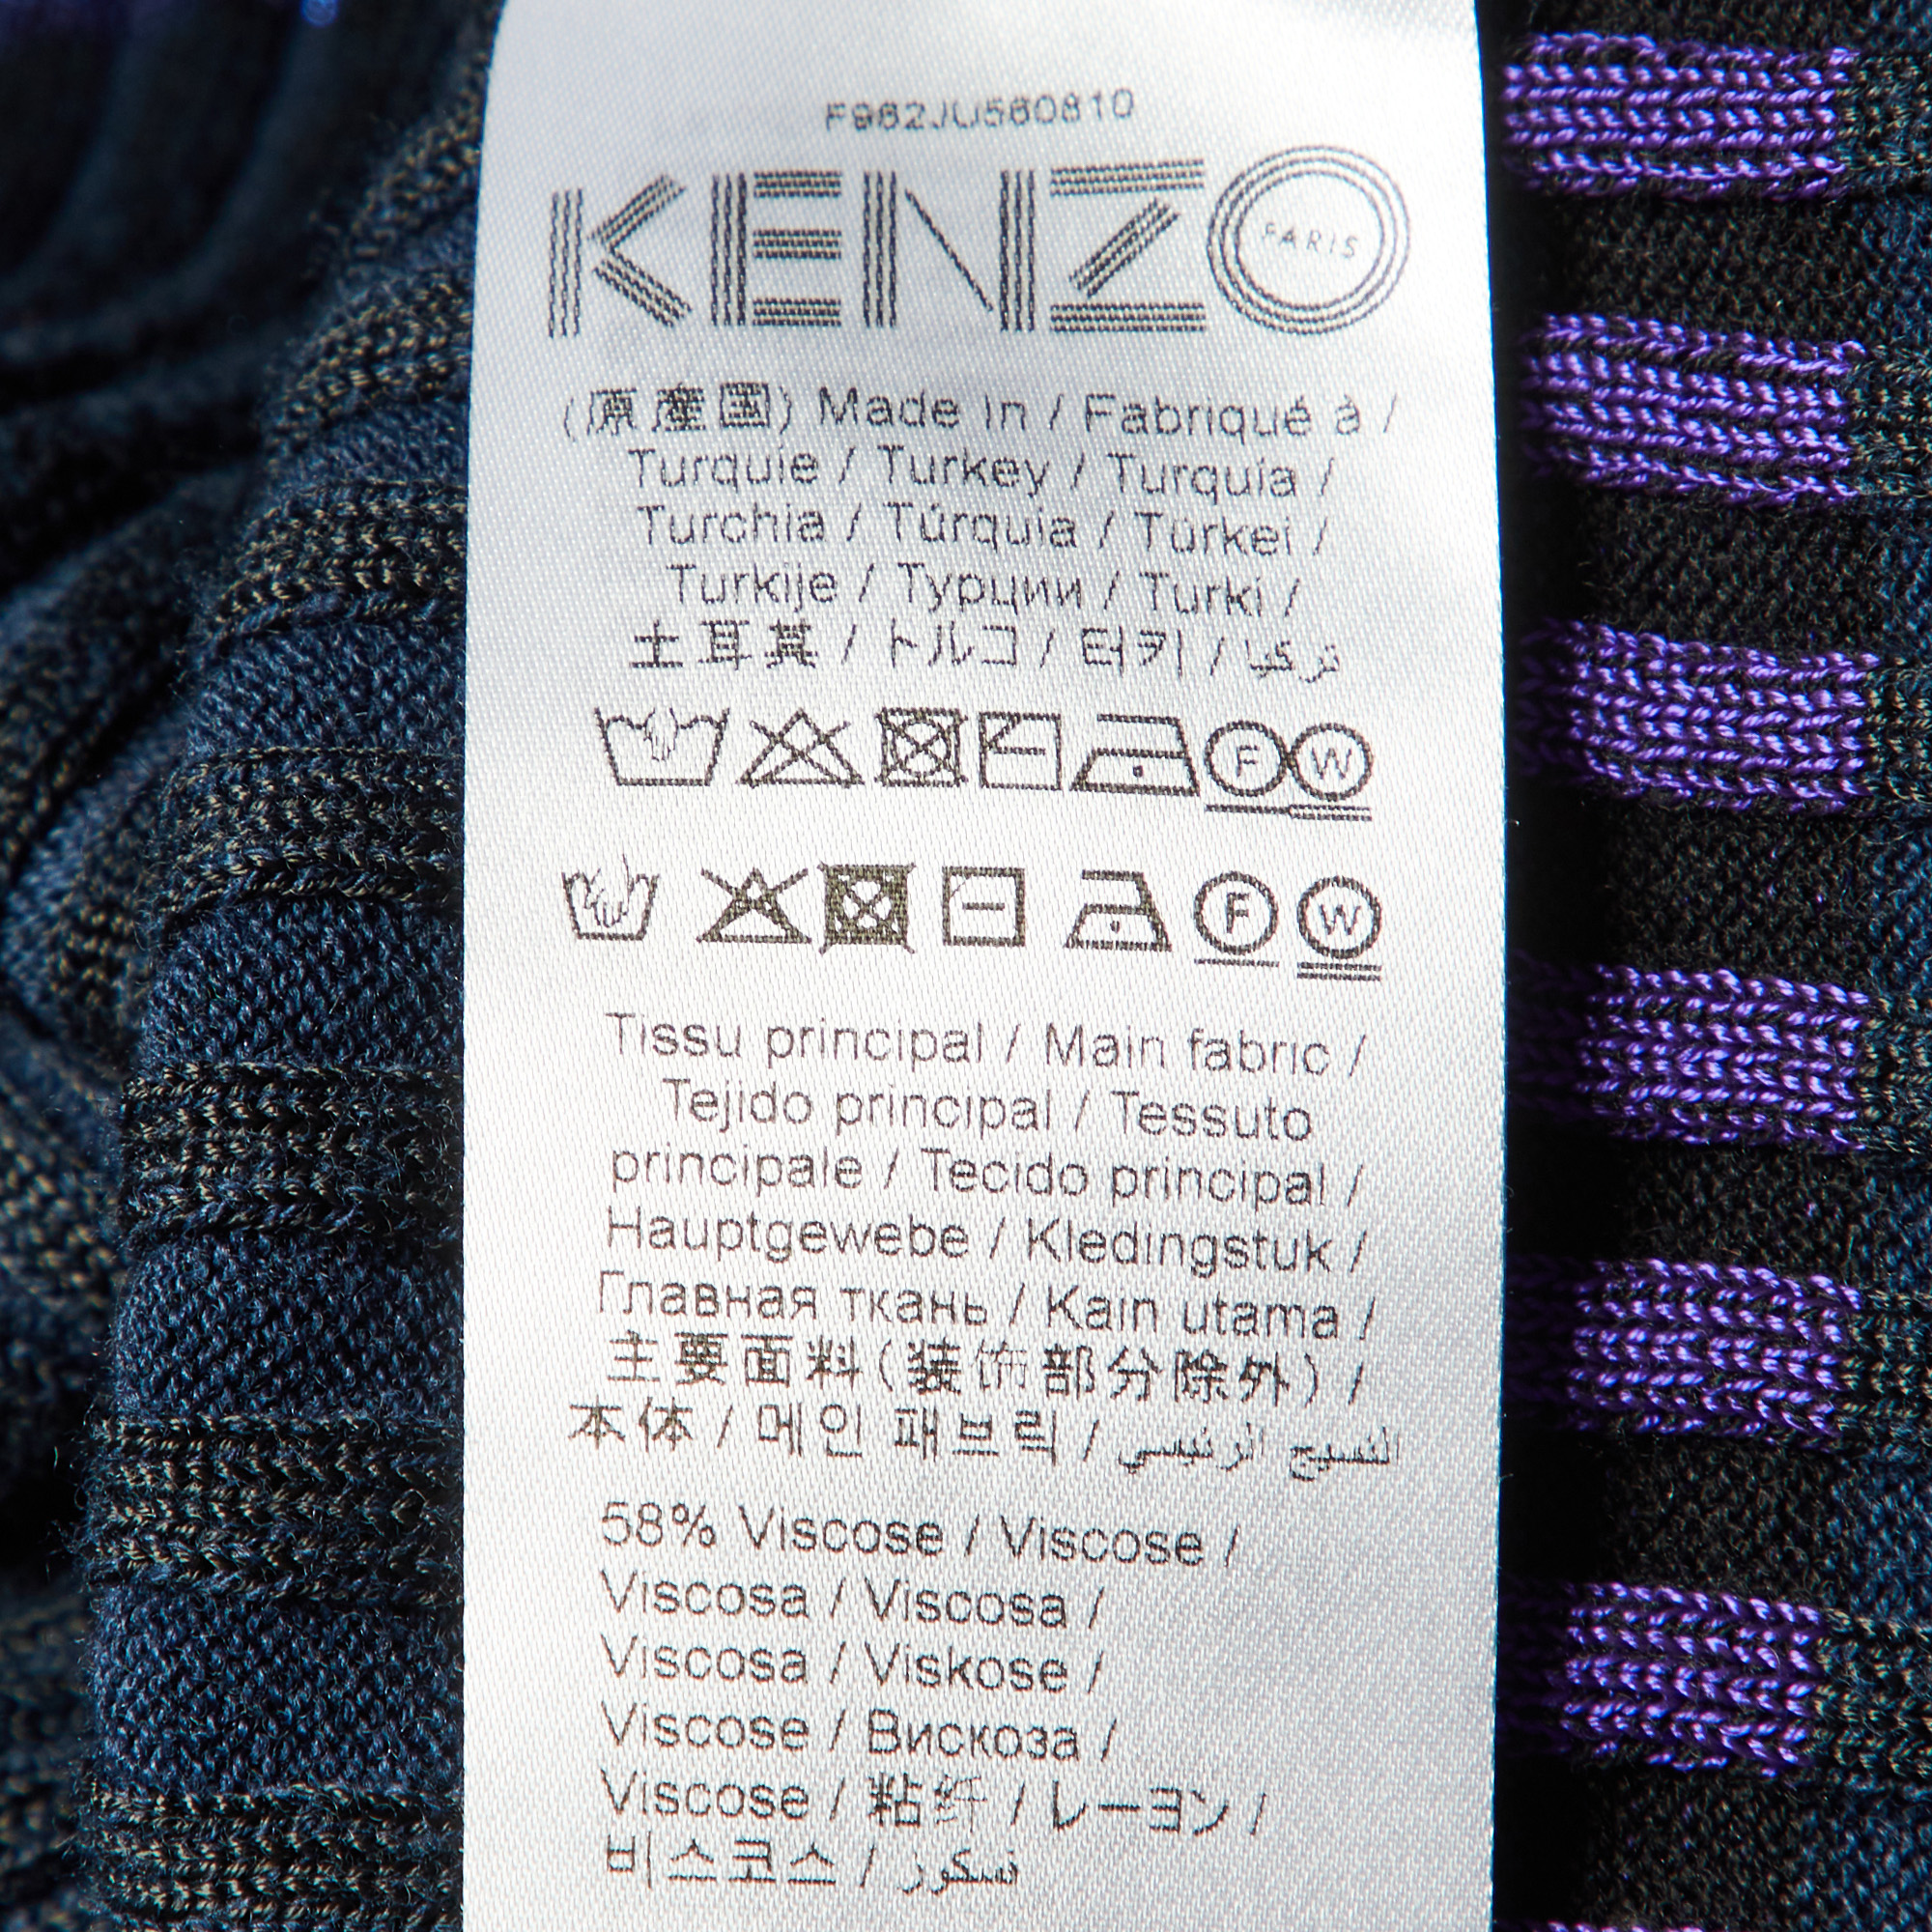 F962JU560810
KENZO
PARIS
(原産国) Made in / Fabriqué à /
Turquie / Turkey / Turquía /
Turchia / Túrquia / Türkei /
Turkije / Турции / Turki /
土耳其 / トルコ / 터키 / تركيا
F W
F W
Tissu principal / Main fabric /
Tejido principal / Tessuto
principale / Tecido principal /
Hauptgewebe / Kledingstuk /
Главная ткань / Kain utama /
主要面料(装饰部分除外) /
本体 / 메인 패브릭 / النسيج الرئيسي
58% Viscose / Viscose /
Viscosa / Viscosa /
Viscosa / Viskose /
Viscose / Вискоза /
Viscose / 粘纤 / レーヨン /
비스코스 /